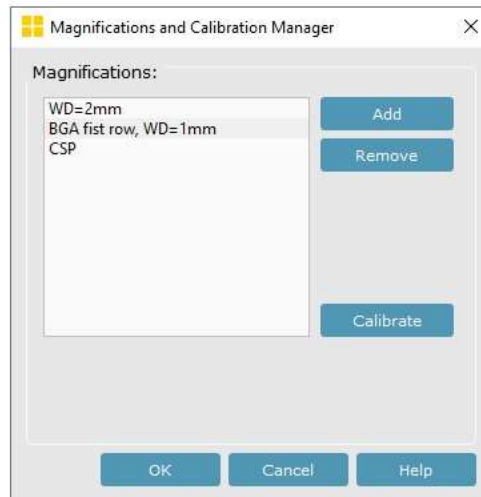 Magnifications and Calibration Manager
Magnifications:
WD=2mm
BGA fist row, WD=1mm
CSP
Add
Remove
Calibrate
OK
Cancel
Help